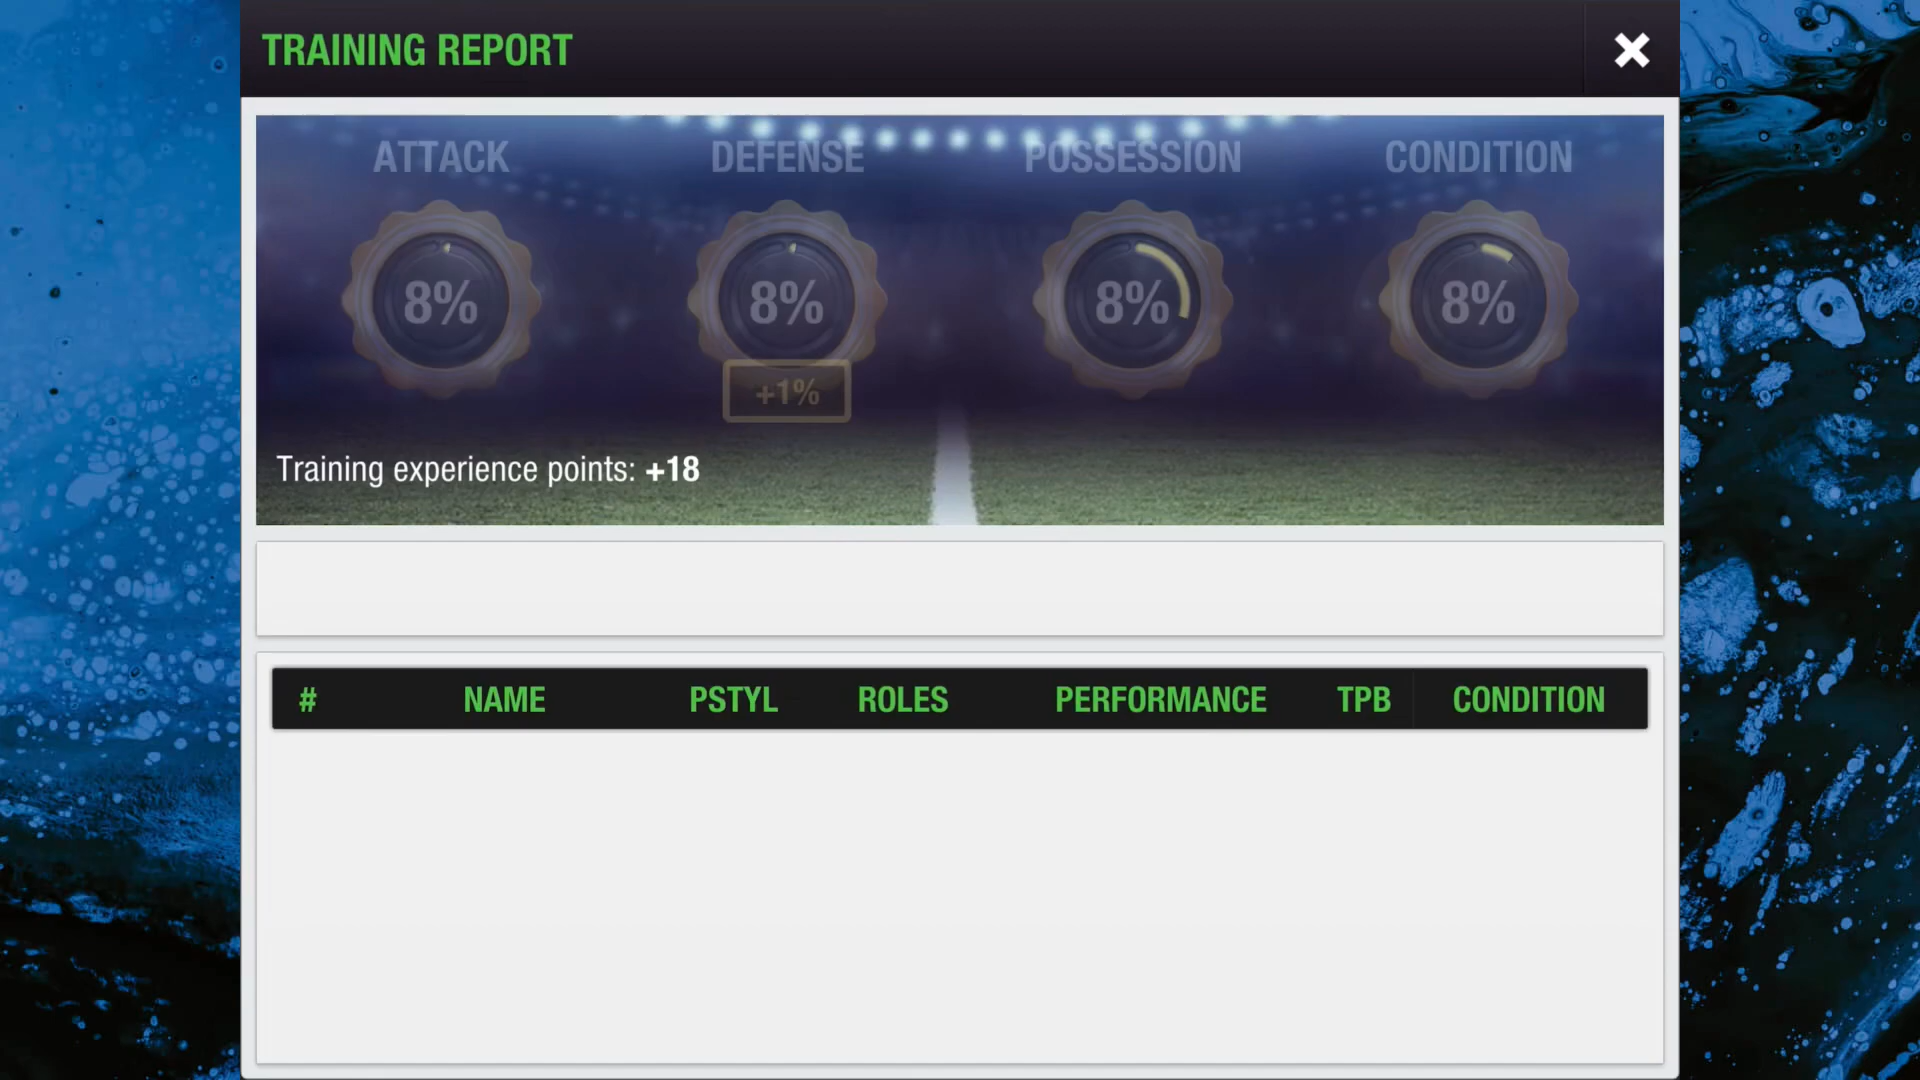 TRAINING REPORT
ATTACK DEFENSE POSSESSION CONDITION
8% 8% 8% 8%
+1%
Training experience points: +18
# NAME PSTYL ROLES PERFORMANCE TPB CONDITION